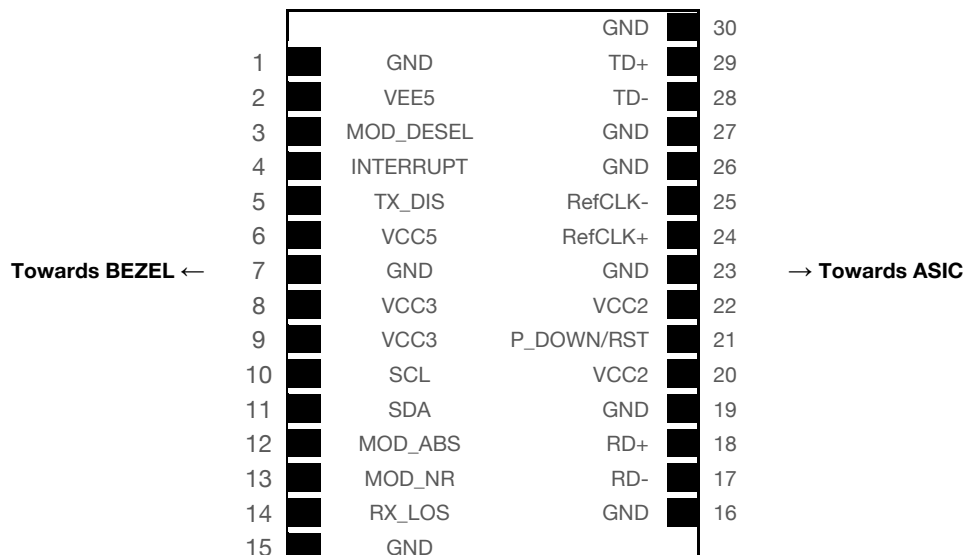 GND 30
1 GND TD+ 29
2 VEE5 TD- 28
3 MOD_DESEL GND 27
4 INTERRUPT GND 26
5 TX_DIS RefCLK- 25
6 VCC5 RefCLK+ 24
Towards BEZEL ← 7 GND GND 23 → Towards ASIC
8 VCC3 VCC2 22
9 VCC3 P_DOWN/RST 21
10 SCL VCC2 20
11 SDA GND 19
12 MOD_ABS RD+ 18
13 MOD_NR RD- 17
14 RX_LOS GND 16
15 GND